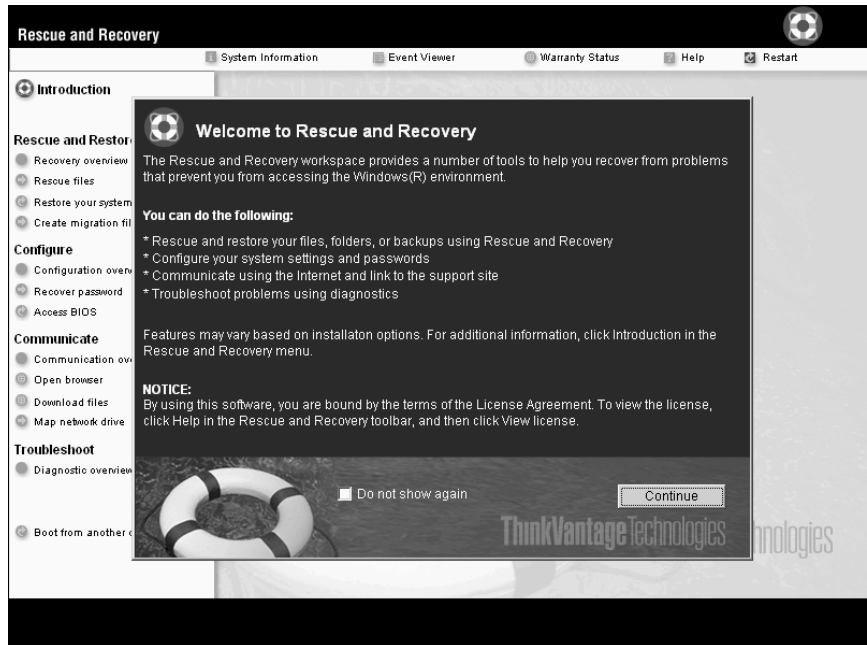 Rescue and Recovery
System Information
Event Viewer
Warranty Status
Help
Restart
Introduction
Rescue and Restor
Recovery overview
Rescue files
Restore your system
Create migration fil
Configure
Configuration overv
Recover password
Access BIOS
Communicate
Communication ov
Open browser
Download files
Map network drive
Troubleshoot
Diagnostic overview
Boot from another
Welcome to Rescue and Recovery
The Rescue and Recovery workspace provides a number of tools to help you recover from problems
that prevent you from accessing the Windows(R) environment.
You can do the following:
* Rescue and restore your files, folders, or backups using Rescue and Recovery
* Configure your system settings and passwords
* Communicate using the Internet and link to the support site
* Troubleshoot problems using diagnostics
Features may vary based on installaton options. For additional information, click Introduction in the
Rescue and Recovery menu.
NOTICE:
By using this software, you are bound by the terms of the License Agreement. To view the license,
click Help in the Rescue and Recovery toolbar, and then click View license.
Do not show again
Continue
ThinkVantage Technologies
hnologies